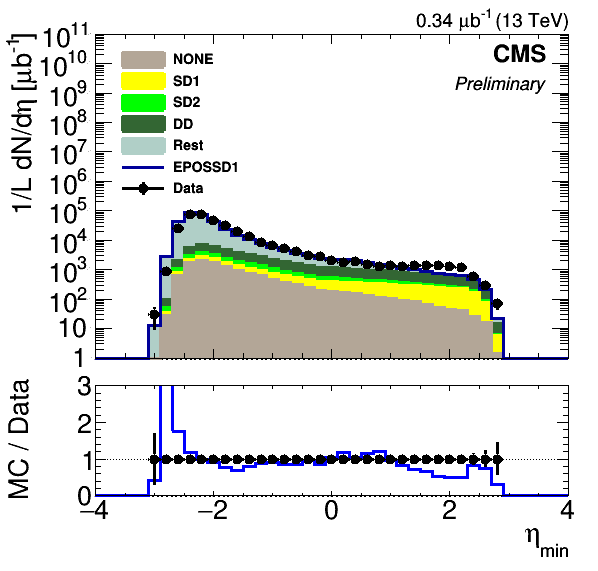 0.34 μb⁻¹ (13 TeV)
1/L dN/dη [μb⁻¹]
10¹¹
10¹⁰
10⁹
10⁸
10⁷
10⁶
10⁵
10⁴
10³
10²
10
1
CMS
Preliminary
NONE
SD1
SD2
DD
Rest
EPOSSD1
Data
MC / Data
3
2
1
0
−4 −2 0 2 4
η_min